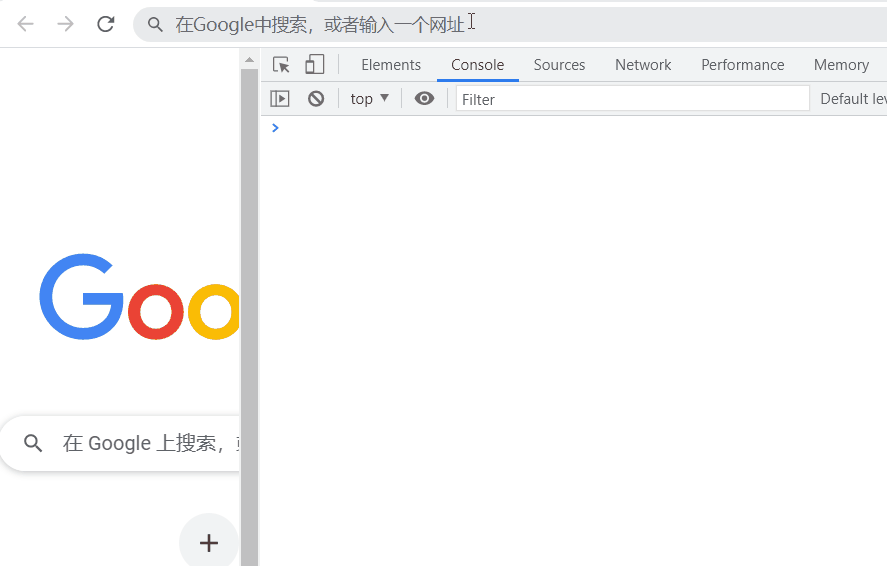 在Google中搜索，或者输入一个网址
Elements Console Sources Network Performance Memory
top Filter Default
Goo
在 Google 上搜索，